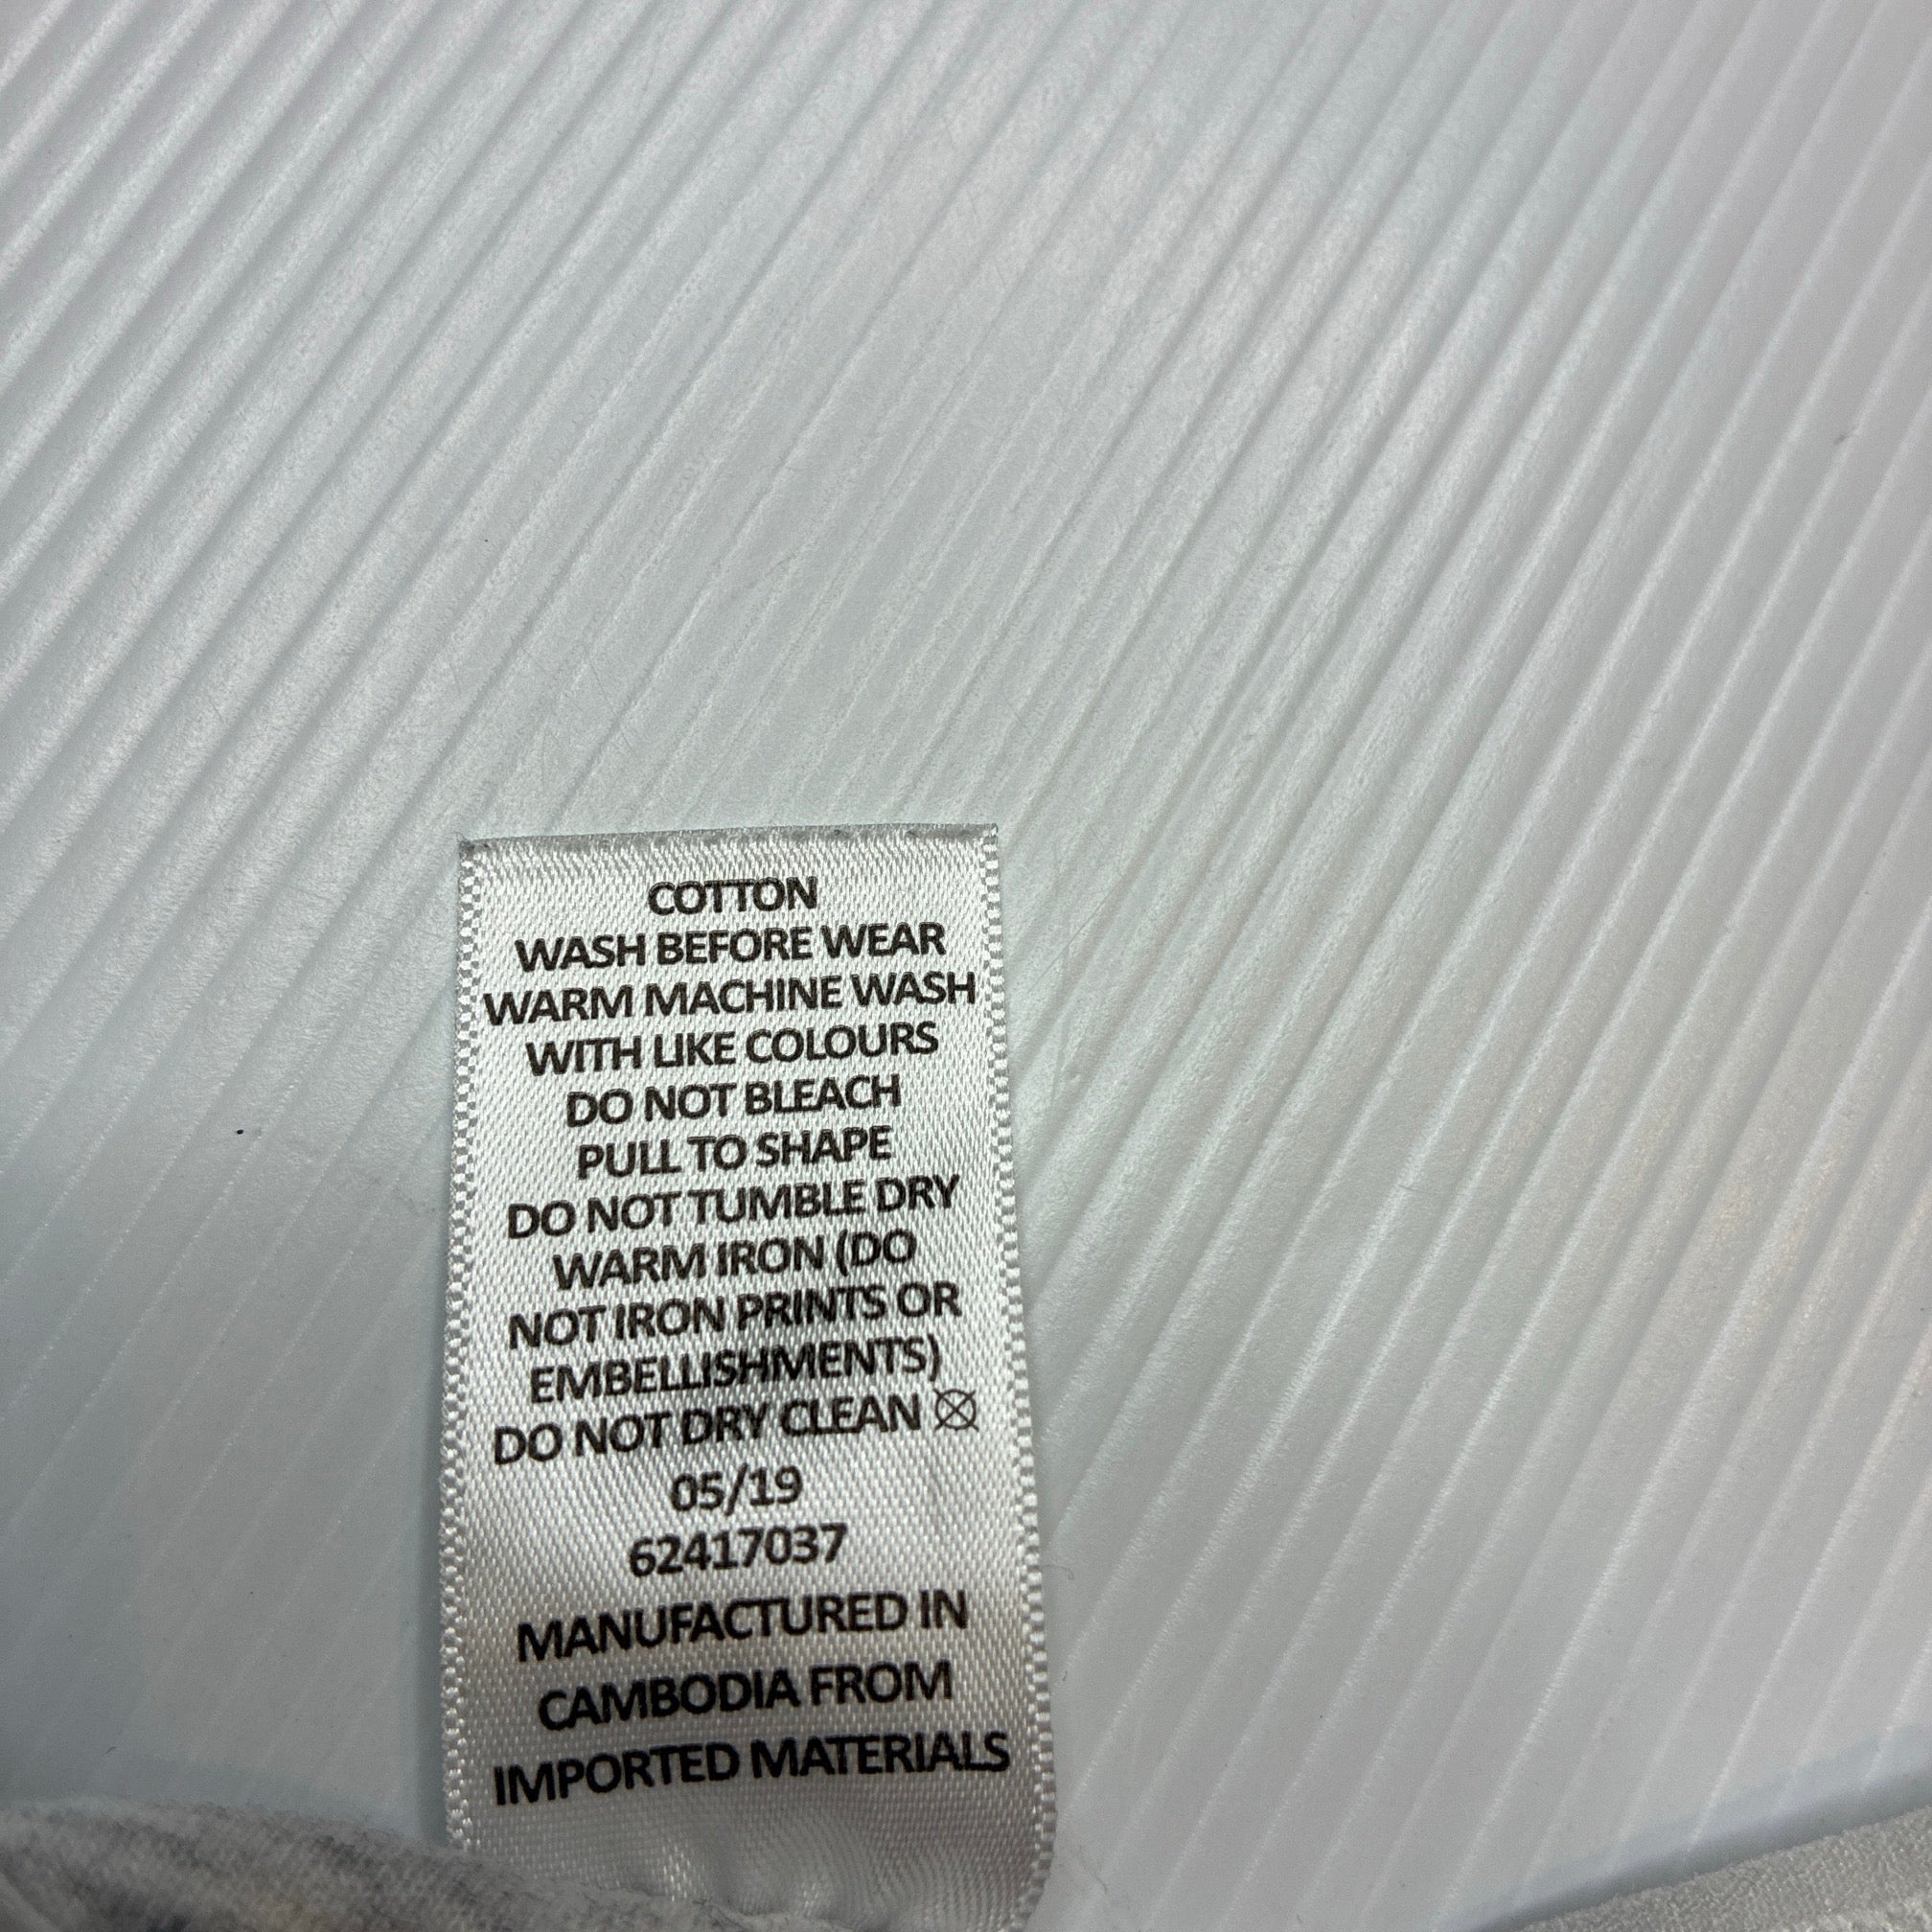 COTTON
WASH BEFORE WEAR
WARM MACHINE WASH
WITH LIKE COLOURS
DO NOT BLEACH
PULL TO SHAPE
DO NOT TUMBLE DRY
WARM IRON (DO
NOT IRON PRINTS OR
EMBELLISHMENTS)
DO NOT DRY CLEAN
05/19
62417037
MANUFACTURED IN
CAMBODIA FROM
IMPORTED MATERIALS